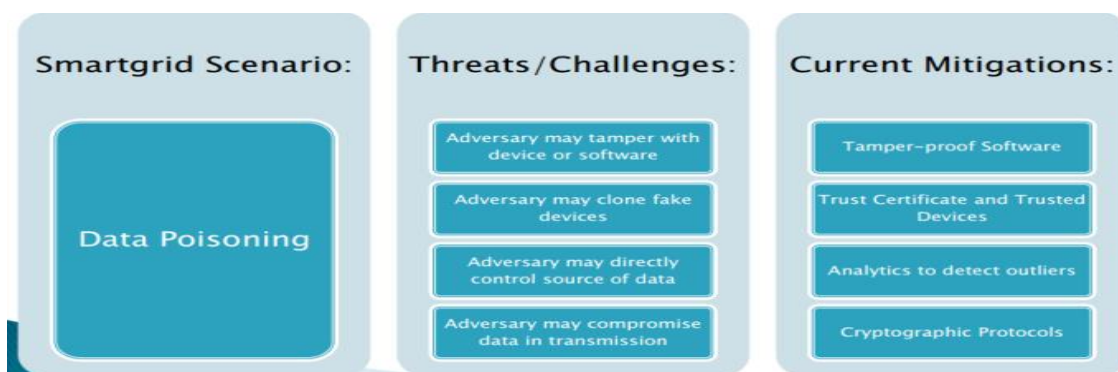 Smartgrid Scenario:
Data Poisoning
Threats/Challenges:
Adversary may tamper with
device or software
Adversary may clone fake
devices
Adversary may directly
control source of data
Adversary may compromise
data in transmission
Current Mitigations:
Tamper-proof Software
Trust Certificate and Trusted
Devices
Analytics to detect outliers
Cryptographic Protocols